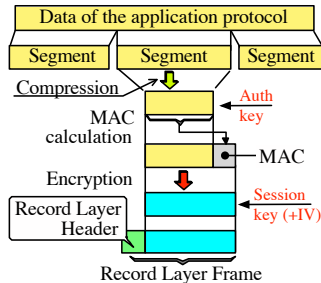 Data of the application protocol
Segment
Segment
Segment
Compression
Auth
key
MAC
calculation
MAC
Encryption
Session
key (+IV)
Record Layer
Header
Record Layer Frame